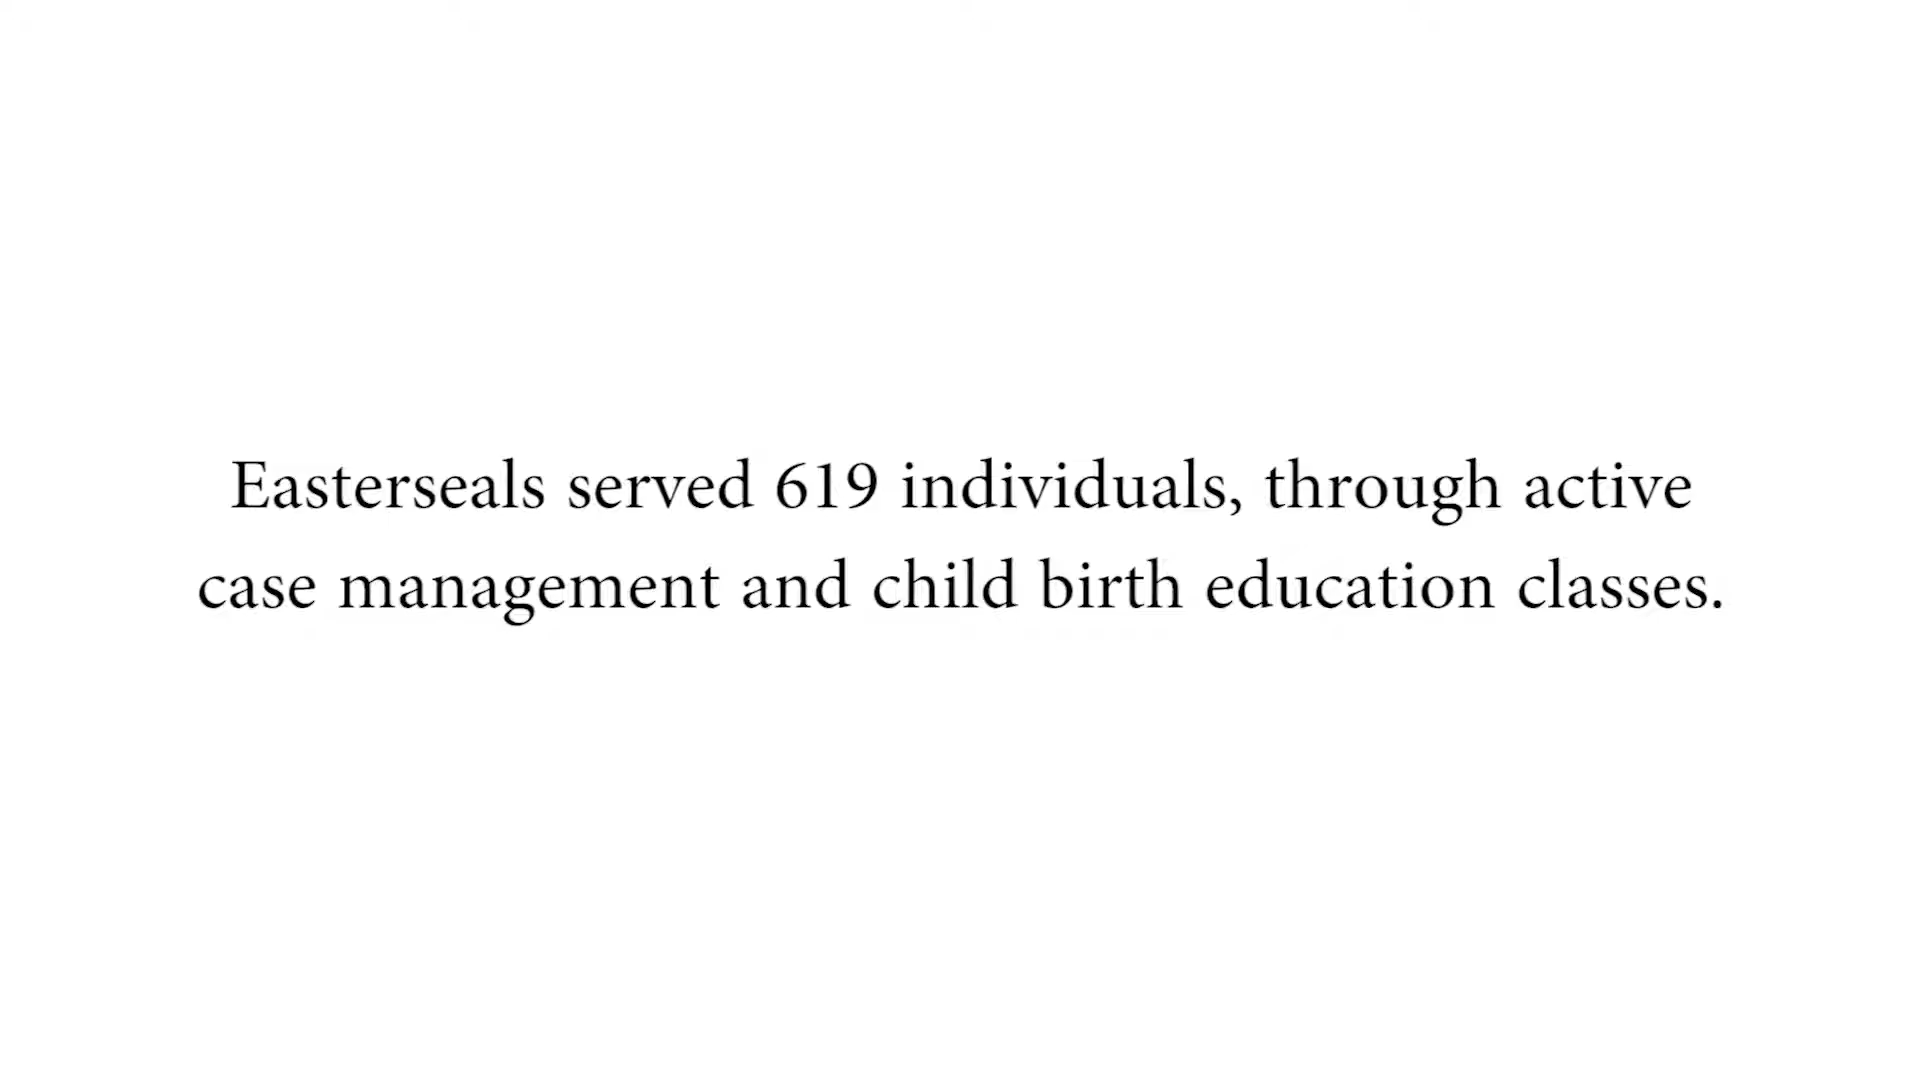 Easterseals served 619 individuals, through active
case management and child birth education classes.